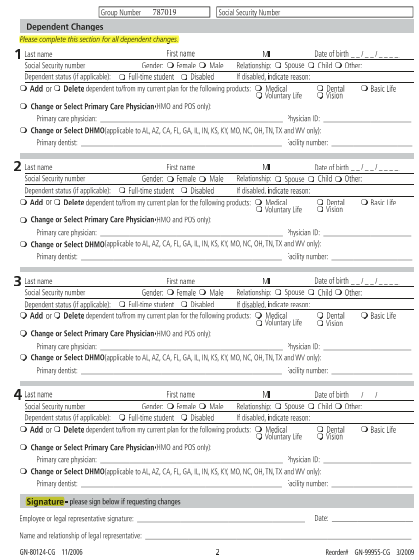 Group Number 787019 Social Security Number
Dependent Changes
Please complete this section for all dependent changes.
1 Last name First name MI Date of birth __/__/____
Social Security number Gender: Female Male Relationship: Spouse Child Other:
Dependent status (if applicable): Full-time student Disabled If disabled, indicate reason:
Add or Delete dependent to/from my current plan for the following products: Medical Dental Basic Life
Voluntary Life Vision
Change or Select Primary Care Physician (HMO and POS only)
Primary care physician: Physician ID:
Change or Select DHMO (applicable to AL, AZ, CA, FL, GA, IL, IN, KS, KY, MO, NC, OH, TN, TX and WV only):
Primary dentist: Facility number:
2 Last name First name MI Date of birth __/__/____
Social Security number Gender: Female Male Relationship: Spouse Child Other:
Dependent status (if applicable): Full-time student Disabled If disabled, indicate reason:
Add or Delete dependent to/from my current plan for the following products: Medical Dental Basic Life
Voluntary Life Vision
Change or Select Primary Care Physician (HMO and POS only)
Primary care physician: Physician ID:
Change or Select DHMO (applicable to AL, AZ, CA, FL, GA, IL, IN, KS, KY, MO, NC, OH, TN, TX and WV only):
Primary dentist: Facility number:
3 Last name First name MI Date of birth __/__/____
Social Security number Gender: Female Male Relationship: Spouse Child Other:
Dependent status (if applicable): Full-time student Disabled If disabled, indicate reason:
Add or Delete dependent to/from my current plan for the following products: Medical Dental Basic Life
Voluntary Life Vision
Change or Select Primary Care Physician (HMO and POS only)
Primary care physician: Physician ID:
Change or Select DHMO (applicable to AL, AZ, CA, FL, GA, IL, IN, KS, KY, MO, NC, OH, TN, TX and WV only):
Primary dentist: Facility number:
4 Last name First name MI Date of birth / /
Social Security number Gender: Female Male Relationship: Spouse Child Other:
Dependent status (if applicable): Full-time student Disabled If disabled, indicate reason:
Add or Delete dependent to/from my current plan for the following products: Medical Dental Basic Life
Voluntary Life Vision
Change or Select Primary Care Physician (HMO and POS only)
Primary care physician: Physician ID:
Change or Select DHMO (applicable to AL, AZ, CA, FL, GA, IL, IN, KS, KY, MO, NC, OH, TN, TX and WV only):
Primary dentist: Facility number:
Signature - please sign below if requesting changes
Employee or legal representative signature: Date:
Name and relationship of legal representative:
GN-80124-CG 11/2006 2 Reorder# GN-99955-CG